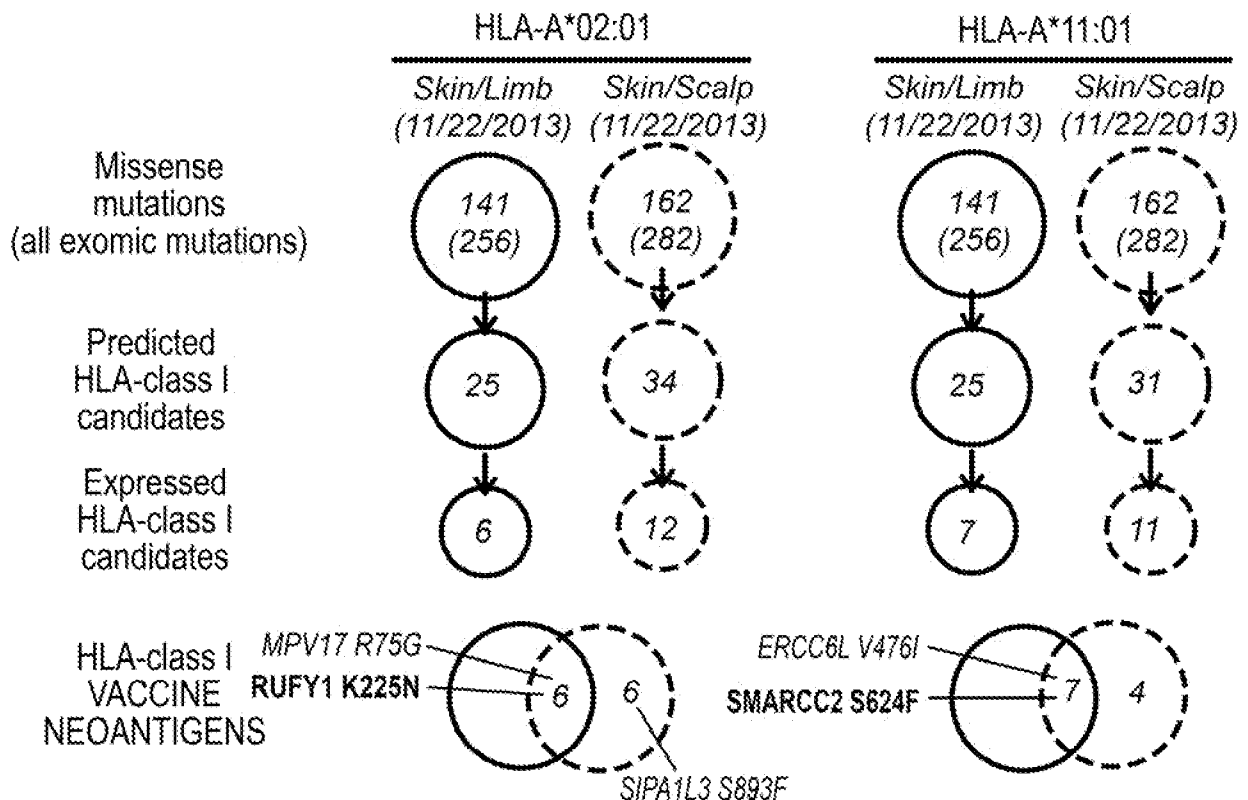 HLA-A*02:01
HLA-A*11:01
Skin/Limb
(11/22/2013)
Skin/Scalp
(11/22/2013)
Skin/Limb
(11/22/2013)
Skin/Scalp
(11/22/2013)
Missense
mutations
(all exomic mutations)
141
(256)
162
(282)
141
(256)
162
(282)
Predicted
HLA-class I
candidates
25
34
25
31
Expressed
HLA-class I
candidates
6
12
7
11
HLA-class I
VACCINE
NEOANTIGENS
MPV17 R75G
RUFY1 K225N
6
6
SIPA1L3 S893F
ERCC6L V476I
SMARCC2 S624F
7
4